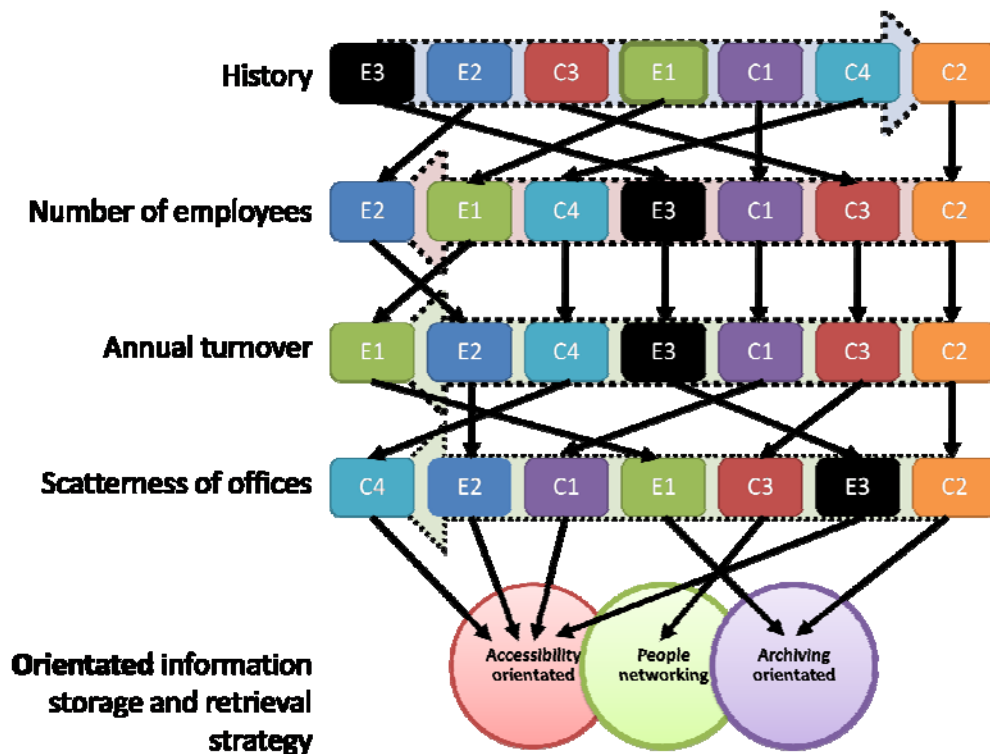 History
E3 E2 C3 E1 C1 C4 C2
Number of employees
E2 E1 C4 E3 C1 C3 C2
Annual turnover
E1 E2 C4 E3 C1 C3 C2
Scatterness of offices
C4 E2 C1 E1 C3 E3 C2
Orientated information
storage and retrieval
strategy
Accessibility
orientated
People
networking
Archiving
orientated